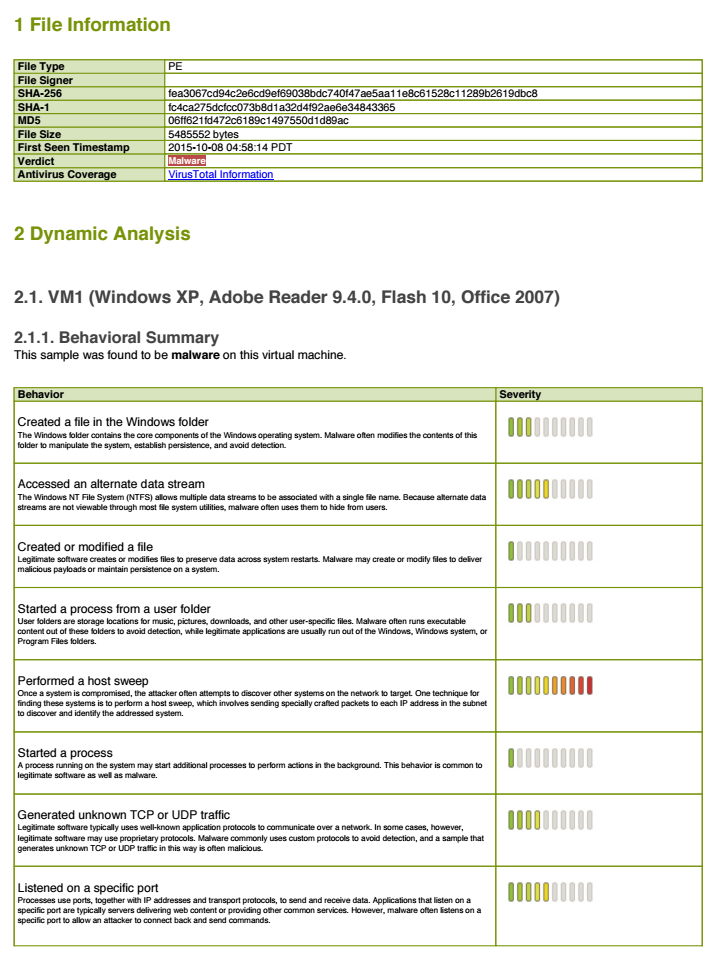 1 File Information
File Type PE
File Signer
SHA-256 fea3067cd94c2e6cd9ef69038bdc740f47ae5aa11e8c61528c11289b2619dbc8
SHA-1 fc4ca275dcfcc073b8d1a32d4f92ae6e34843365
MD5 06ff621fd472c6189c1497550d1d89ac
File Size 5485552 bytes
First Seen Timestamp 2015-10-08 04:58:14 PDT
Verdict Malware
Antivirus Coverage VirusTotal Information
2 Dynamic Analysis
2.1. VM1 (Windows XP, Adobe Reader 9.4.0, Flash 10, Office 2007)
2.1.1. Behavioral Summary
This sample was found to be malware on this virtual machine.
Behavior Severity
Created a file in the Windows folder
The Windows folder contains the core components of the Windows operating system. Malware often modifies the contents of this
folder to manipulate the system, establish persistence, and avoid detection.
Accessed an alternate data stream
The Windows NT File System (NTFS) allows multiple data streams to be associated with a single file name. Because alternate data
streams are not viewable through most file system utilities, malware often uses them to hide from users.
Created or modified a file
Legitimate software creates or modifies files to preserve data across system restarts. Malware may create or modify files to deliver
malicious payloads or maintain persistence on a system.
Started a process from a user folder
User folders are storage locations for music, pictures, downloads, and other user-specific files. Malware often runs executable
content out of these folders to avoid detection, while legitimate applications are usually run out of the Windows, Windows system, or
Program Files folders.
Performed a host sweep
Once a system is compromised, the attacker often attempts to discover other systems on the network to target. One technique for
finding these systems is to perform a host sweep, which involves sending specially crafted packets to each IP address in the subnet
to discover and identify the addressed system.
Started a process
A process running on the system may start additional processes to perform actions in the background. This behavior is common to
legitimate software as well as malware.
Generated unknown TCP or UDP traffic
Legitimate software typically uses well-known application protocols to communicate over a network. In some cases, however,
legitimate software may use proprietary protocols. Malware commonly uses custom protocols to avoid detection, and a sample that
generates unknown TCP or UDP traffic in this way is often malicious.
Listened on a specific port
Processes use ports, together with IP addresses and transport protocols, to send and receive data. Applications that listen on a
specific port are typically servers delivering web content or providing other common services. However, malware often listens on a
specific port to allow an attacker to connect back and send commands.